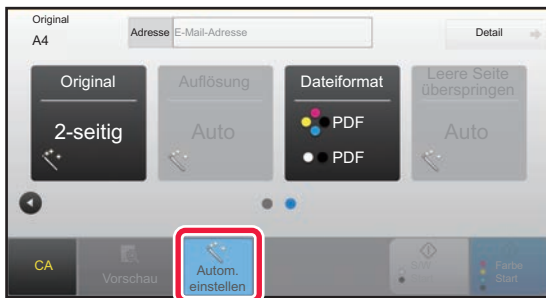 Original
A4
Adresse E-Mail-Adresse
Detail
Original
2-seitig
Auflösung
Auto
Dateiformat
PDF
PDF
Leere Seite
überspringen
Auto
CA
Vorschau
Autom.
einstellen
S/W
Start
Farbe
Start